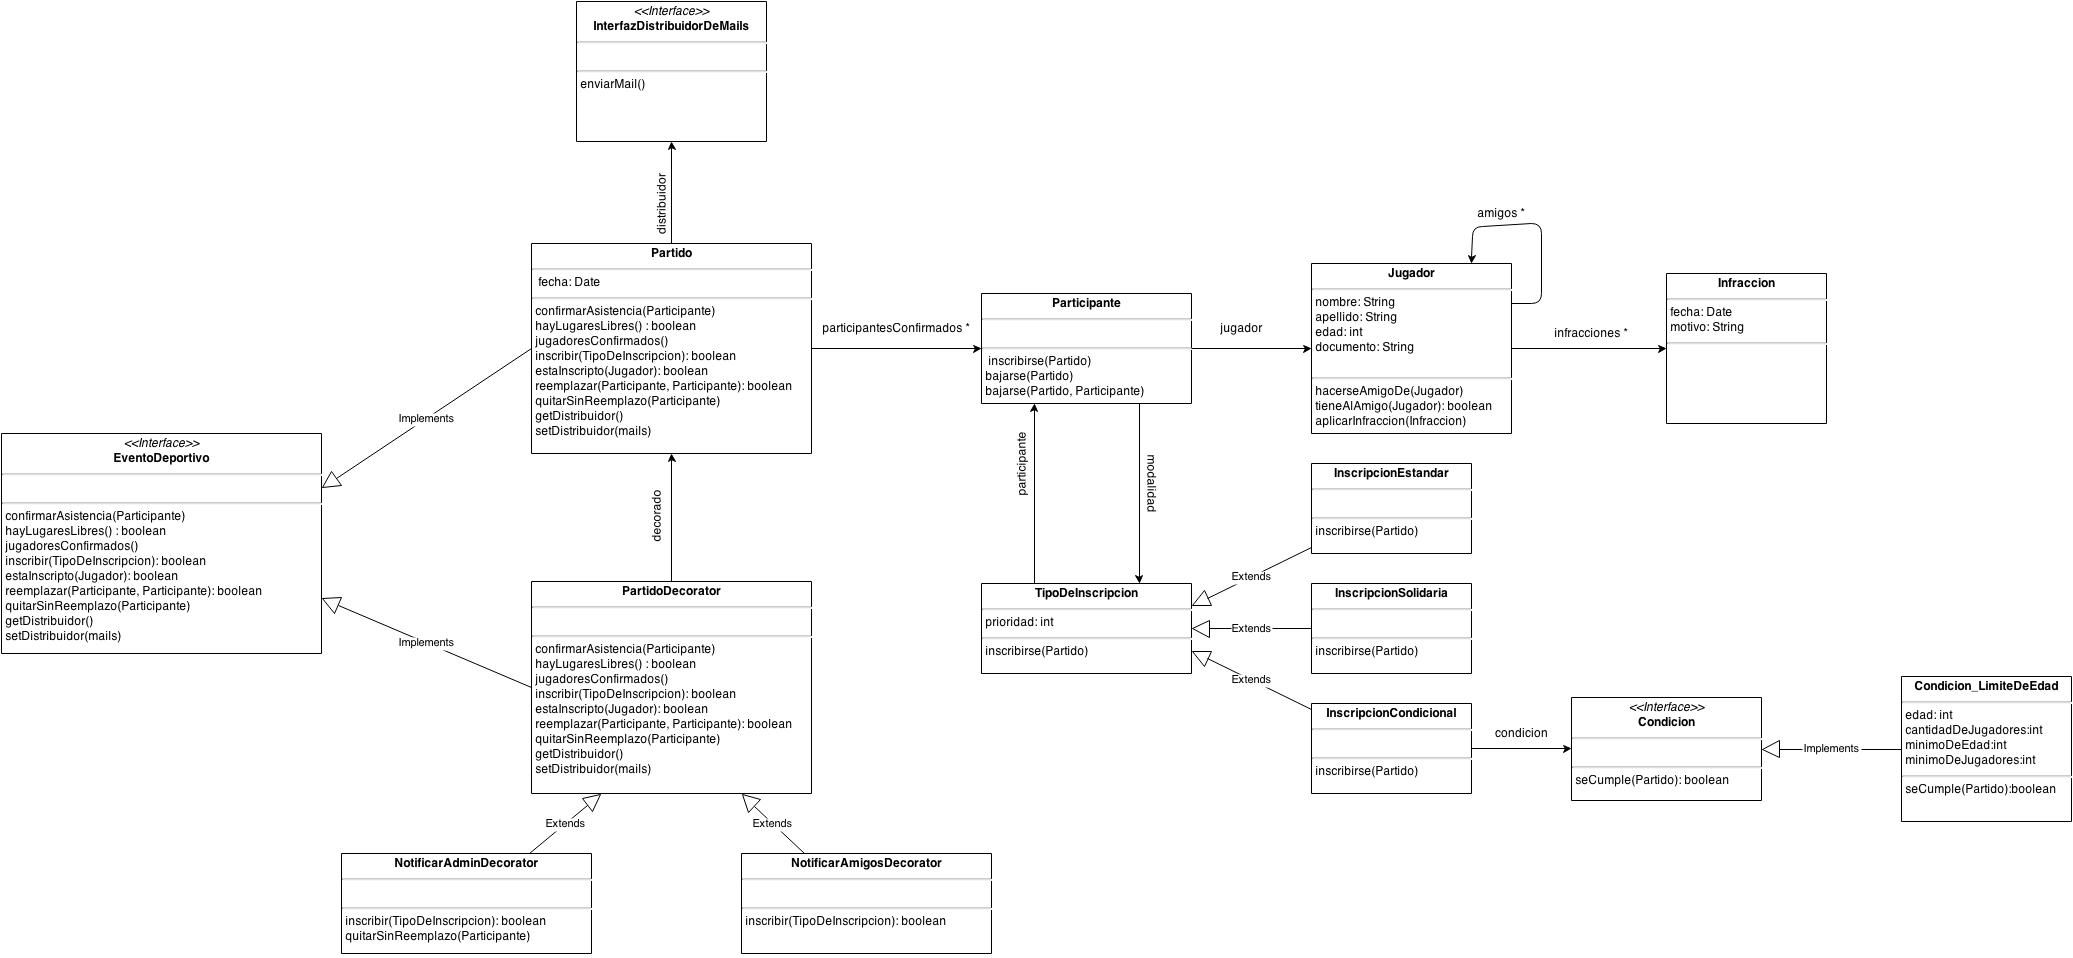 <<Interface>>
InterfazDistribuidorDeMails
enviarMail()
distribuidor
Partido
fecha: Date
confirmarAsistencia(Participante)
hayLugaresLibres() : boolean
jugadoresConfirmados()
inscribir(TipoDeInscripcion): boolean
estaInscripto(Jugador): boolean
reemplazar(Participante, Participante): boolean
quitarSinReemplazo(Participante)
getDistribuidor()
setDistribuidor(mails)
participantesConfirmados *
Participante
inscribirse(Partido)
bajarse(Partido)
bajarse(Partido, Participante)
jugador
amigos *
Jugador
nombre: String
apellido: String
edad: int
documento: String
hacerseAmigoDe(Jugador)
tieneAlAmigo(Jugador): boolean
aplicarInfraccion(Infraccion)
infracciones *
Infraccion
fecha: Date
motivo: String
Implements
<<Interface>>
EventoDeportivo
confirmarAsistencia(Participante)
hayLugaresLibres() : boolean
jugadoresConfirmados()
inscribir(TipoDeInscripcion): boolean
estaInscripto(Jugador): boolean
reemplazar(Participante, Participante): boolean
quitarSinReemplazo(Participante)
getDistribuidor()
setDistribuidor(mails)
Implements
decorado
PartidoDecorator
confirmarAsistencia(Participante)
hayLugaresLibres() : boolean
jugadoresConfirmados()
inscribir(TipoDeInscripcion): boolean
estaInscripto(Jugador): boolean
reemplazar(Participante, Participante): boolean
quitarSinReemplazo(Participante)
getDistribuidor()
setDistribuidor(mails)
participante
modalidad
TipoDeInscripcion
prioridad: int
inscribirse(Partido)
Extends
InscripcionEstandar
inscribirse(Partido)
Extends
InscripcionSolidaria
inscribirse(Partido)
Extends
InscripcionCondicional
inscribirse(Partido)
condicion
<<Interface>>
Condicion
seCumple(Partido): boolean
Implements
Condicion_LimiteDeEdad
edad: int
cantidadDeJugadores:int
minimoDeEdad:int
minimoDeJugadores:int
seCumple(Partido):boolean
Extends
Extends
NotificarAdminDecorator
inscribir(TipoDeInscripcion): boolean
quitarSinReemplazo(Participante)
NotificarAmigosDecorator
inscribir(TipoDeInscripcion): boolean